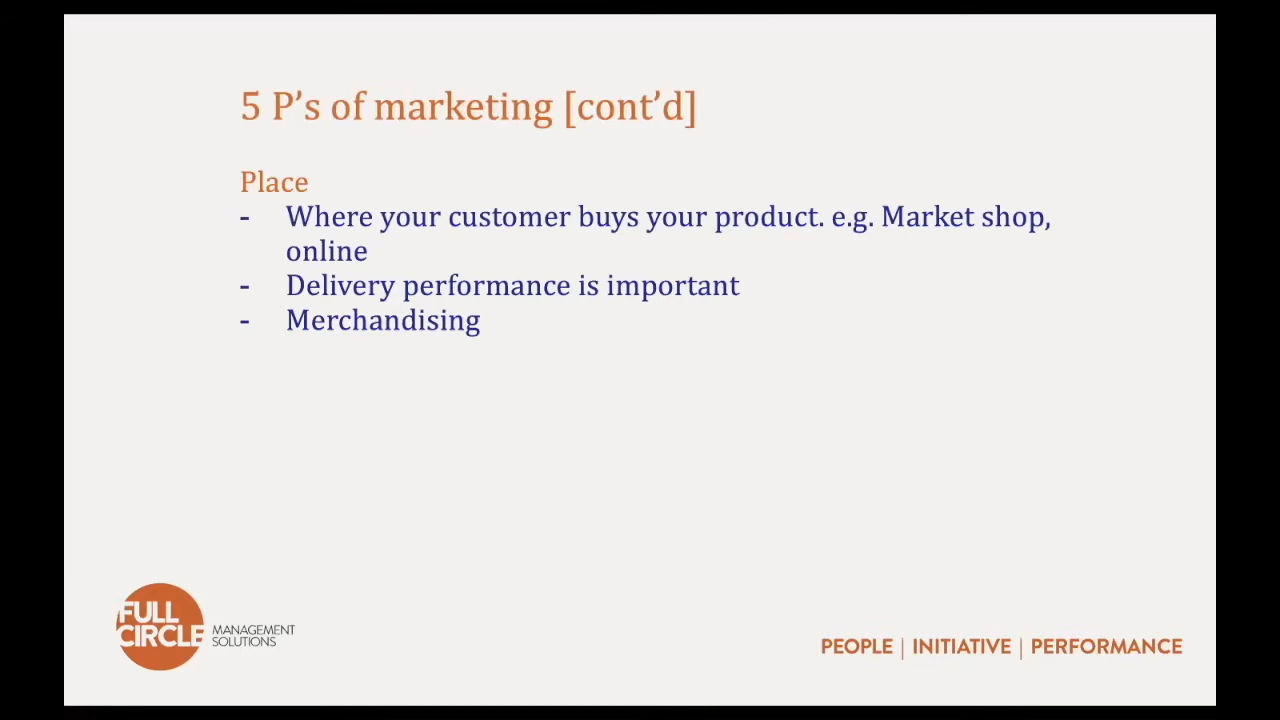 5 P’s of marketing [cont’d]
Place
- Where your customer buys your product. e.g. Market shop,
online
- Delivery performance is important
- Merchandising
FULL
CIRCLE
MANAGEMENT
SOLUTIONS
PEOPLE | INITIATIVE | PERFORMANCE